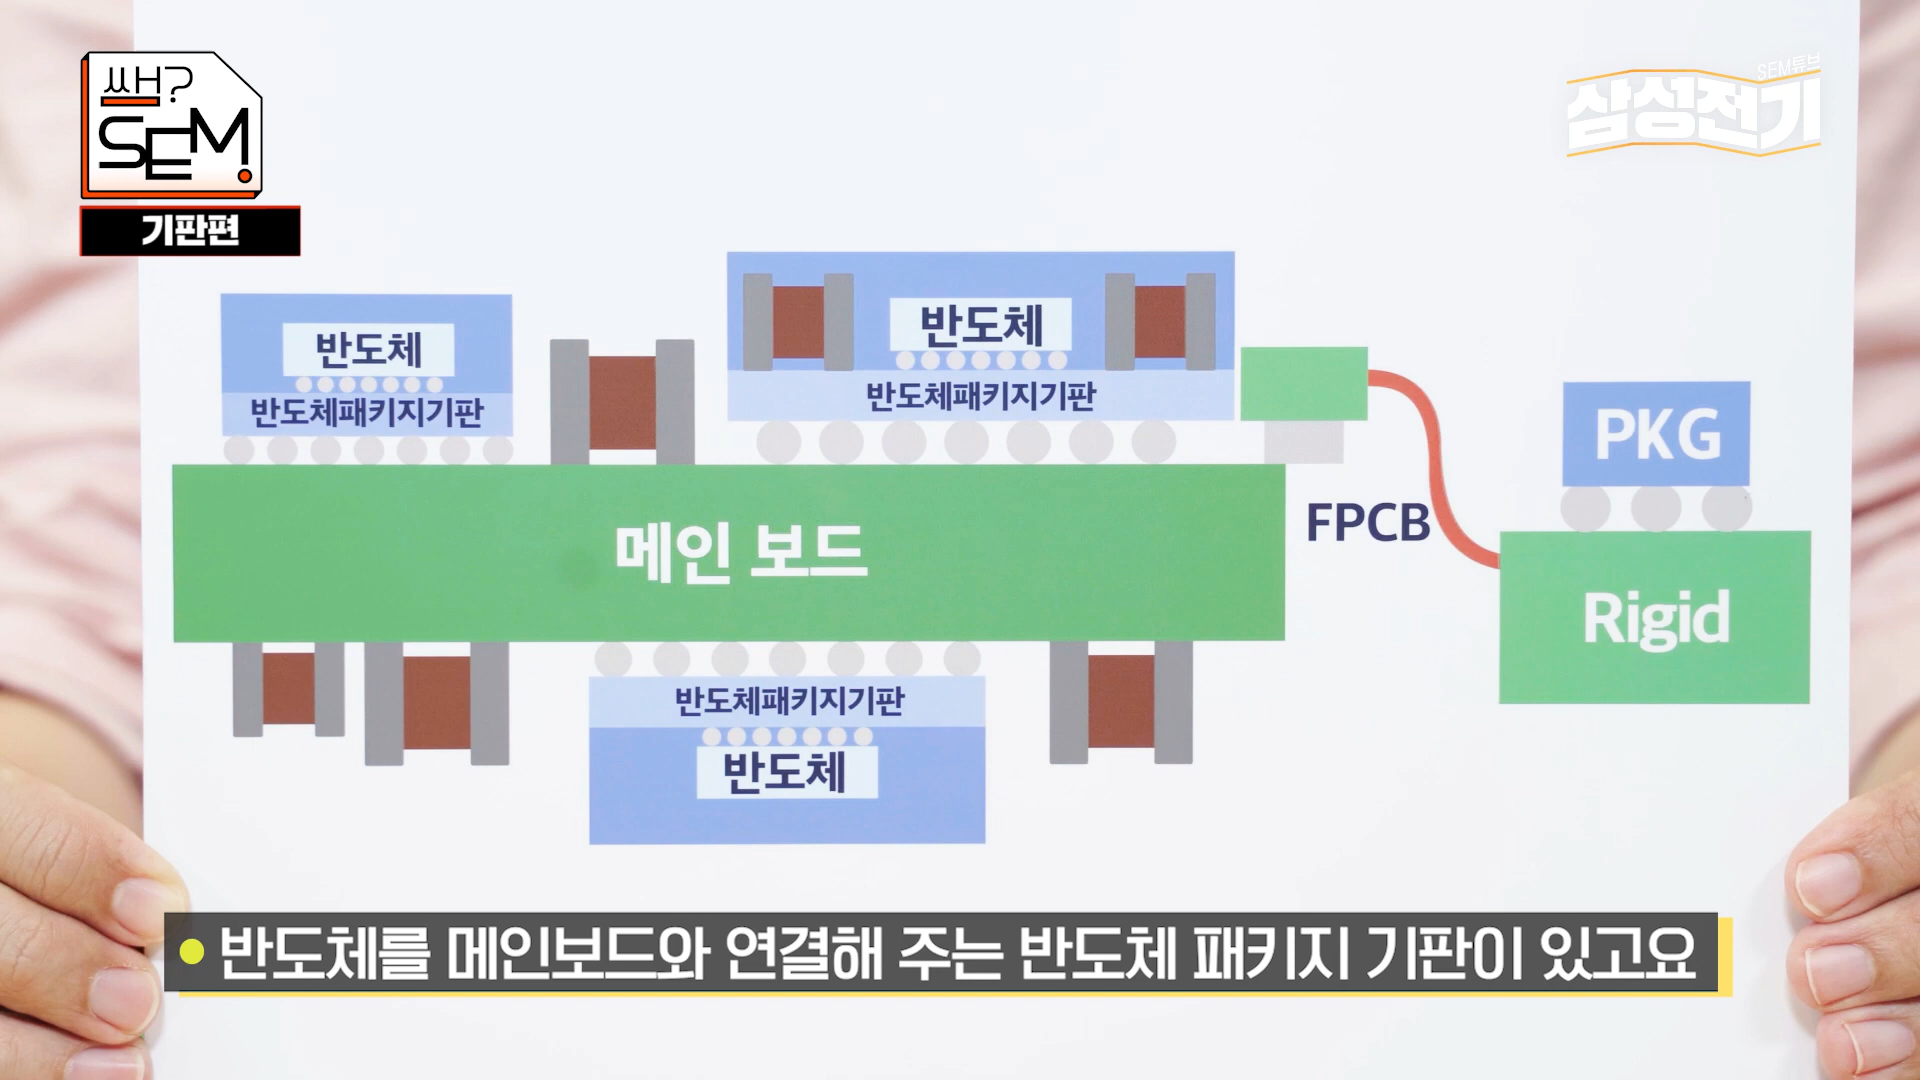 쌔?
SEM
기판편
SEM튜브
삼성전기
반도체
반도체패키지기판
반도체
반도체패키지기판
PKG
메인 보드
FPCB
Rigid
반도체패키지기판
반도체
반도체를 메인보드와 연결해 주는 반도체 패키지 기판이 있고요